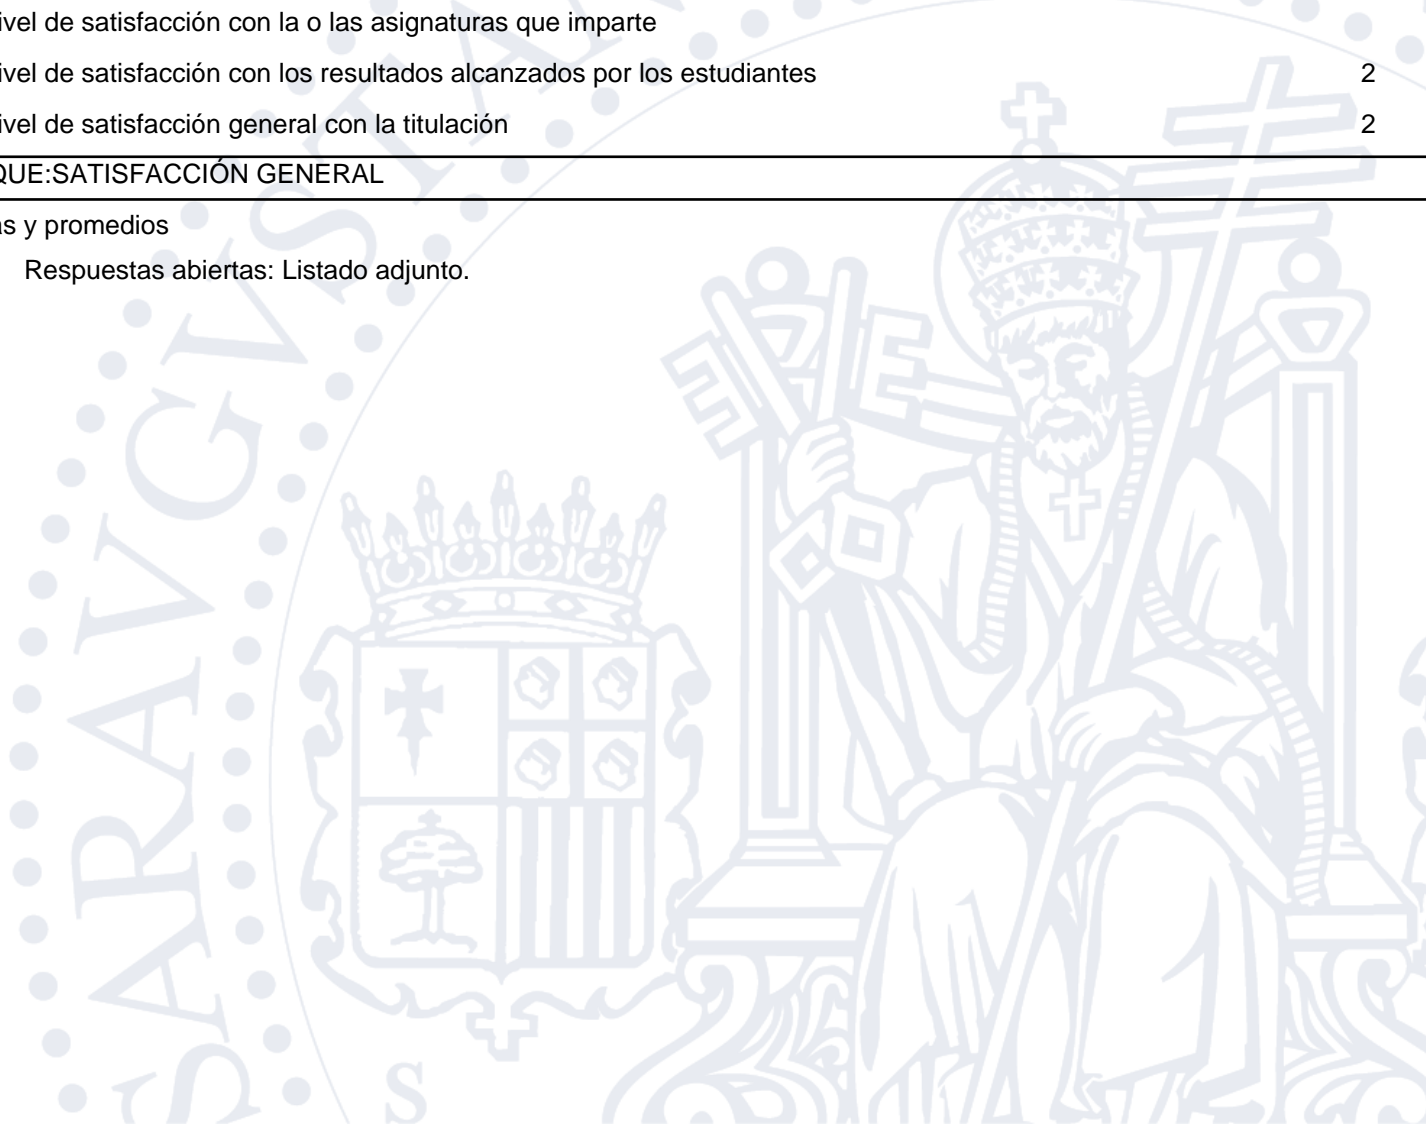 ivel de satisfacción con la o las asignaturas que imparte
ivel de satisfacción con los resultados alcanzados por los estudiantes 2
ivel de satisfacción general con la titulación 2
QUE:SATISFACCIÓN GENERAL
as y promedios
Respuestas abiertas: Listado adjunto.
SARAVGVSTAN
S